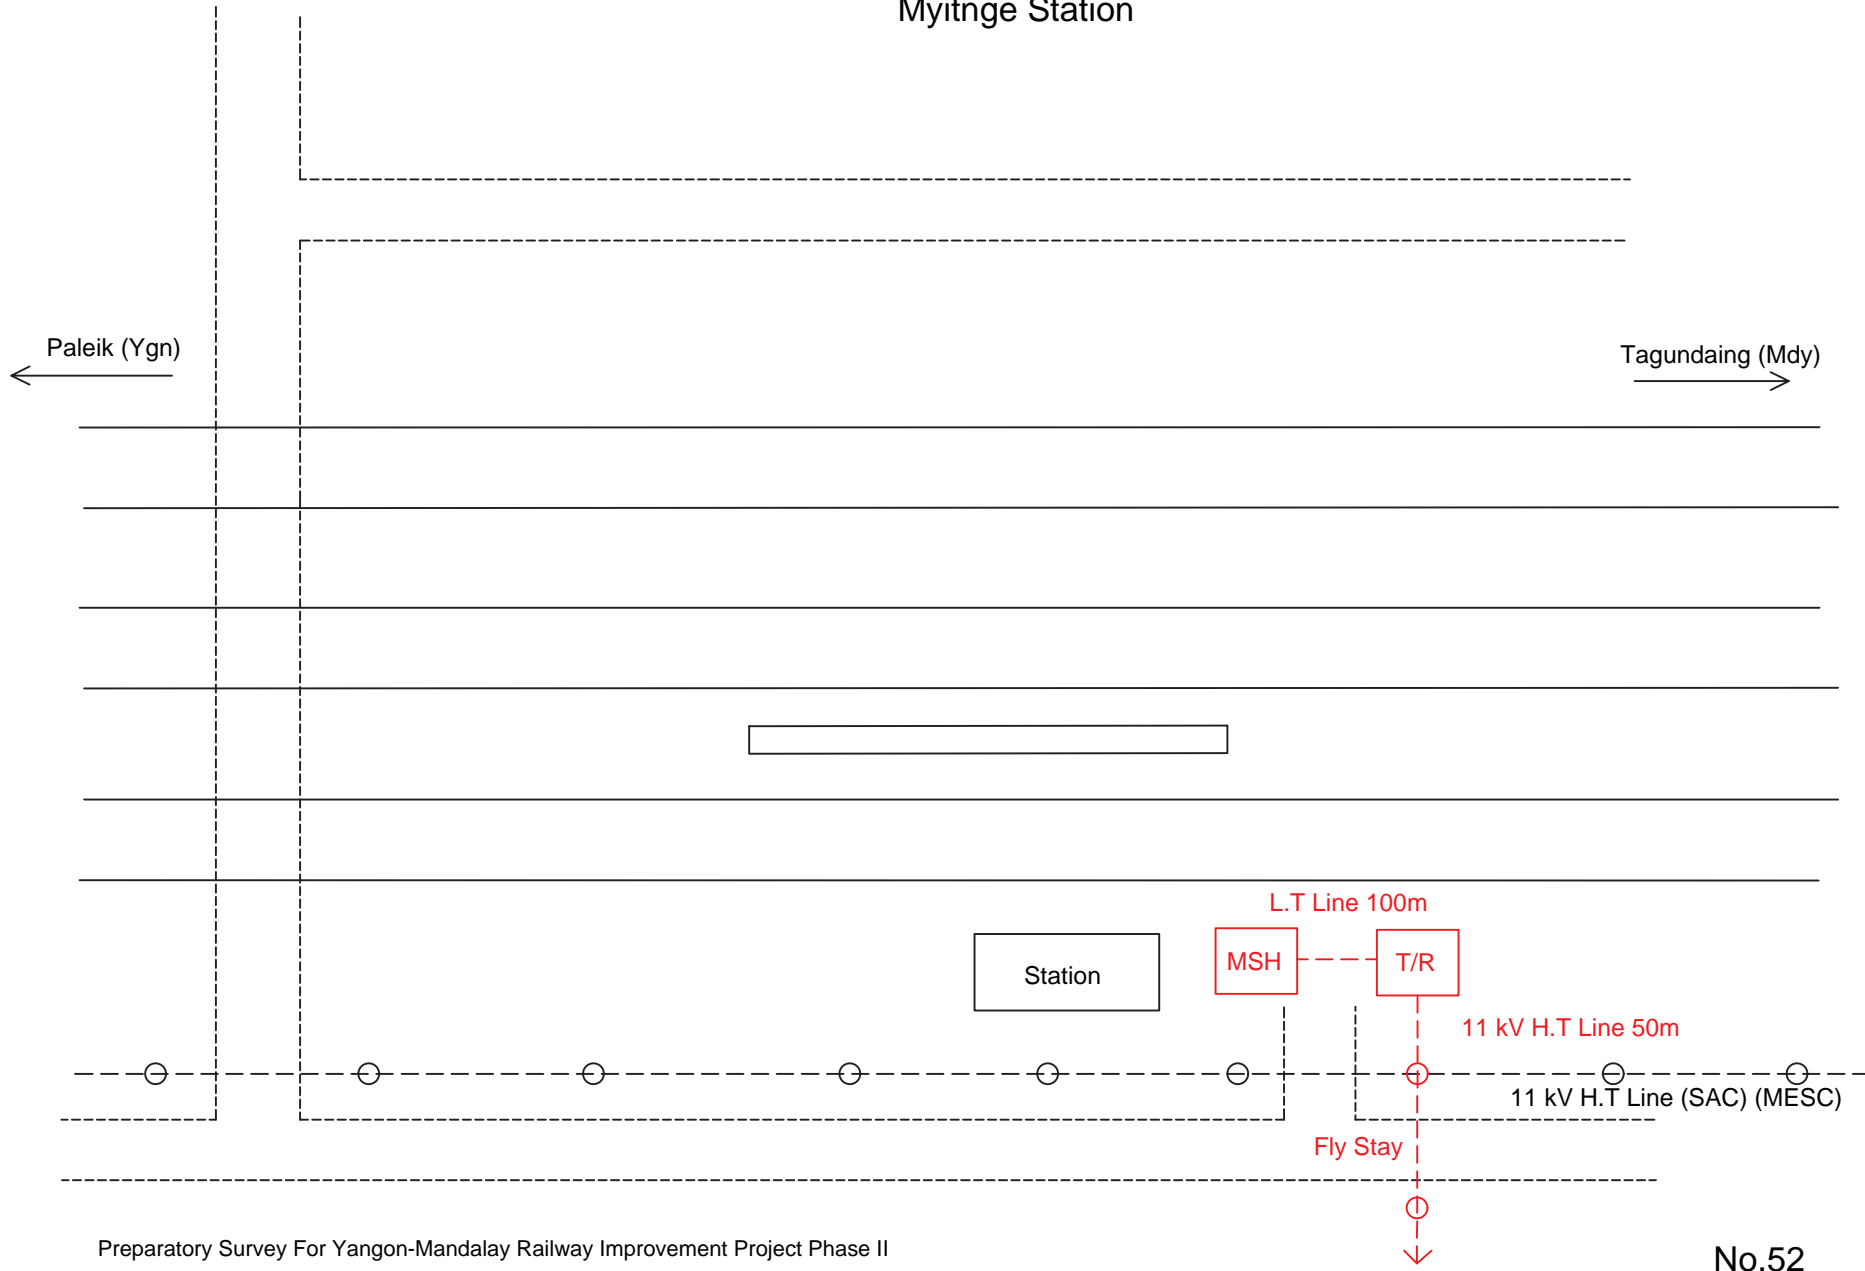 Myitnge Station
Paleik (Ygn)
Tagundaing (Mdy)
L.T Line 100m
Station
MSH
T/R
11 kV H.T Line 50m
11 kV H.T Line (SAC) (MESC)
Fly Stay
Preparatory Survey For Yangon-Mandalay Railway Improvement Project Phase II
No.52